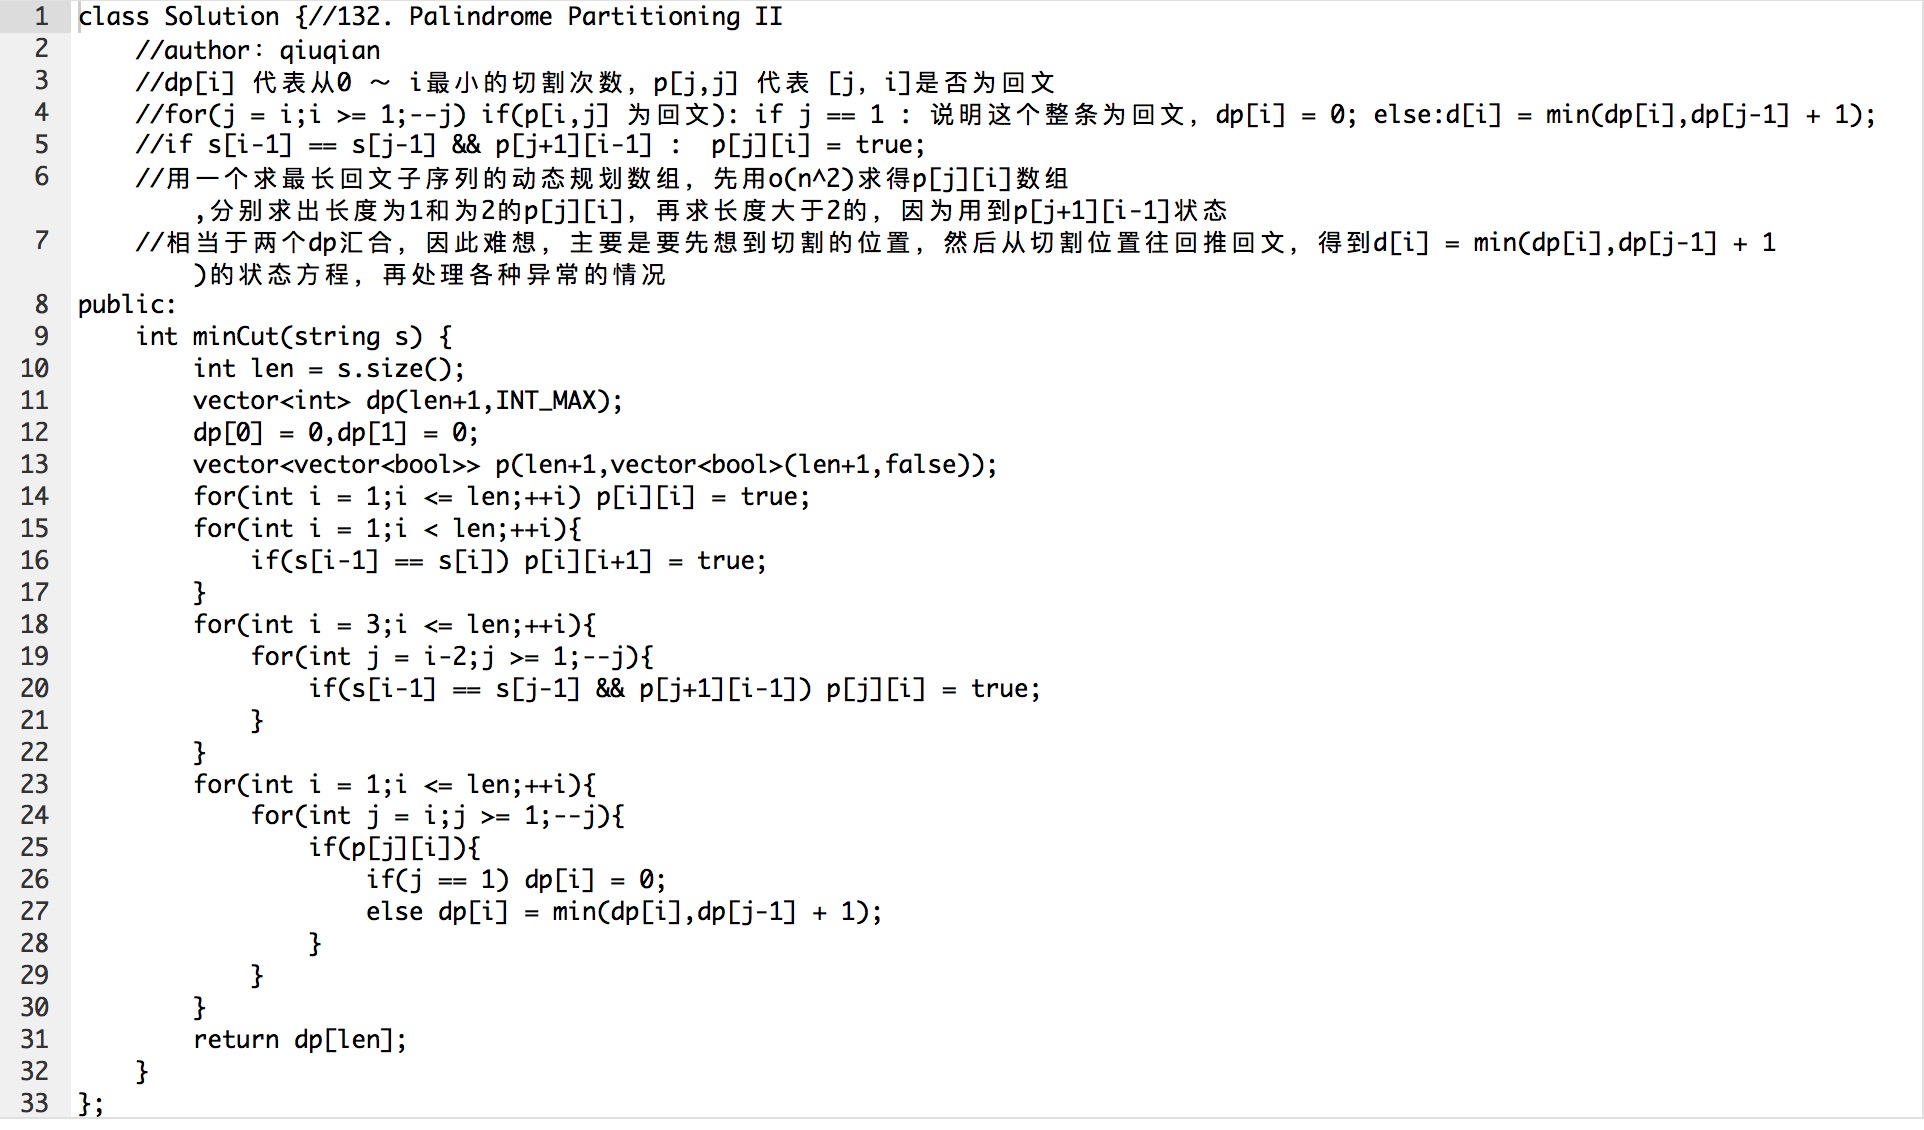 1 class Solution {//132. Palindrome Partitioning II
2     //author：qiuqian
3     //dp[i] 代表从0 ～ i最小的切割次数，p[j,j] 代表 [j，i]是否为回文
4     //for(j = i;i >= 1;--j) if(p[i,j] 为回文): if j == 1 : 说明这个整条为回文，dp[i] = 0; else:d[i] = min(dp[i],dp[j-1] + 1);
5     //if s[i-1] == s[j-1] && p[j+1][i-1] :  p[j][i] = true;
6     //用一个求最长回文子序列的动态规划数组，先用o(n^2)求得p[j][i]数组
        ,分别求出长度为1和为2的p[j][i]，再求长度大于2的，因为用到p[j+1][i-1]状态
7     //相当于两个dp汇合，因此难想，主要是要先想到切割的位置，然后从切割位置往回推回文，得到d[i] = min(dp[i],dp[j-1] + 1
        )的状态方程，再处理各种异常的情况
8 public:
9     int minCut(string s) {
10         int len = s.size();
11         vector<int> dp(len+1,INT_MAX);
12         dp[0] = 0,dp[1] = 0;
13         vector<vector<bool>> p(len+1,vector<bool>(len+1,false));
14         for(int i = 1;i <= len;++i) p[i][i] = true;
15         for(int i = 1;i < len;++i){
16             if(s[i-1] == s[i]) p[i][i+1] = true;
17         }
18         for(int i = 3;i <= len;++i){
19             for(int j = i-2;j >= 1;--j){
20                 if(s[i-1] == s[j-1] && p[j+1][i-1]) p[j][i] = true;
21             }
22         }
23         for(int i = 1;i <= len;++i){
24             for(int j = i;j >= 1;--j){
25                 if(p[j][i]){
26                     if(j == 1) dp[i] = 0;
27                     else dp[i] = min(dp[i],dp[j-1] + 1);
28                 }
29             }
30         }
31         return dp[len];
32     }
33 };